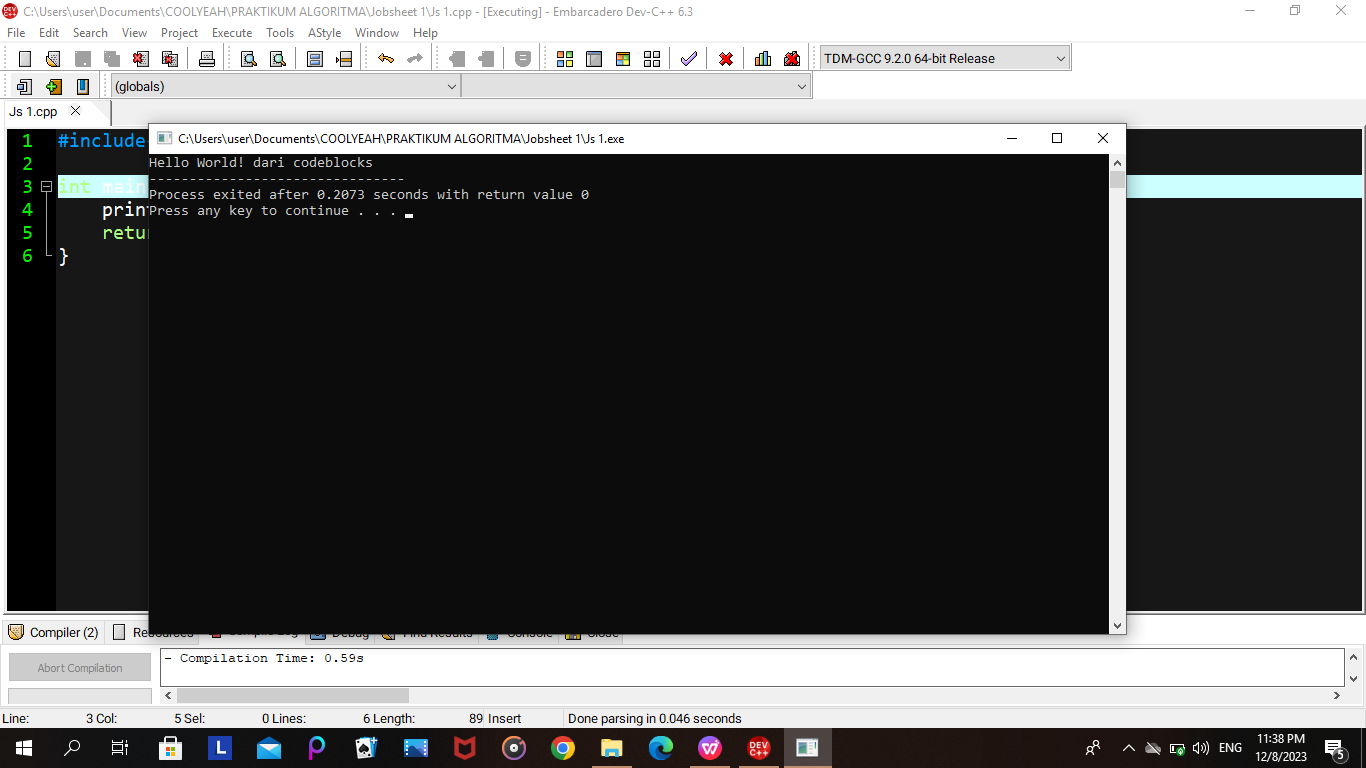 C:\Users\user\Documents\COOLYEAH\PRAKTIKUM ALGORITMA\Jobsheet 1\Js 1.cpp - [Executing] - Embarcadero Dev-C++ 6.3
File Edit Search View Project Execute Tools AStyle Window Help
TDM-GCC 9.2.0 64-bit Release
(globals)
Js 1.cpp
C:\Users\user\Documents\COOLYEAH\PRAKTIKUM ALGORITMA\Jobsheet 1\Js 1.exe
1 #include
2
3 int main
4
5
6 }
Hello World! dari codeblocks
--------------------------------
Process exited after 0.2073 seconds with return value 0
Press any key to continue . . .
Compiler (2) Resources Debug Find Results Console Close
Abort Compilation
- Compilation Time: 0.59s
Line: 3 Col: 5 Sel: 0 Lines: 6 Length: 89 Insert Done parsing in 0.046 seconds
L
DEV C++
ENG
11:38 PM
12/8/2023
5